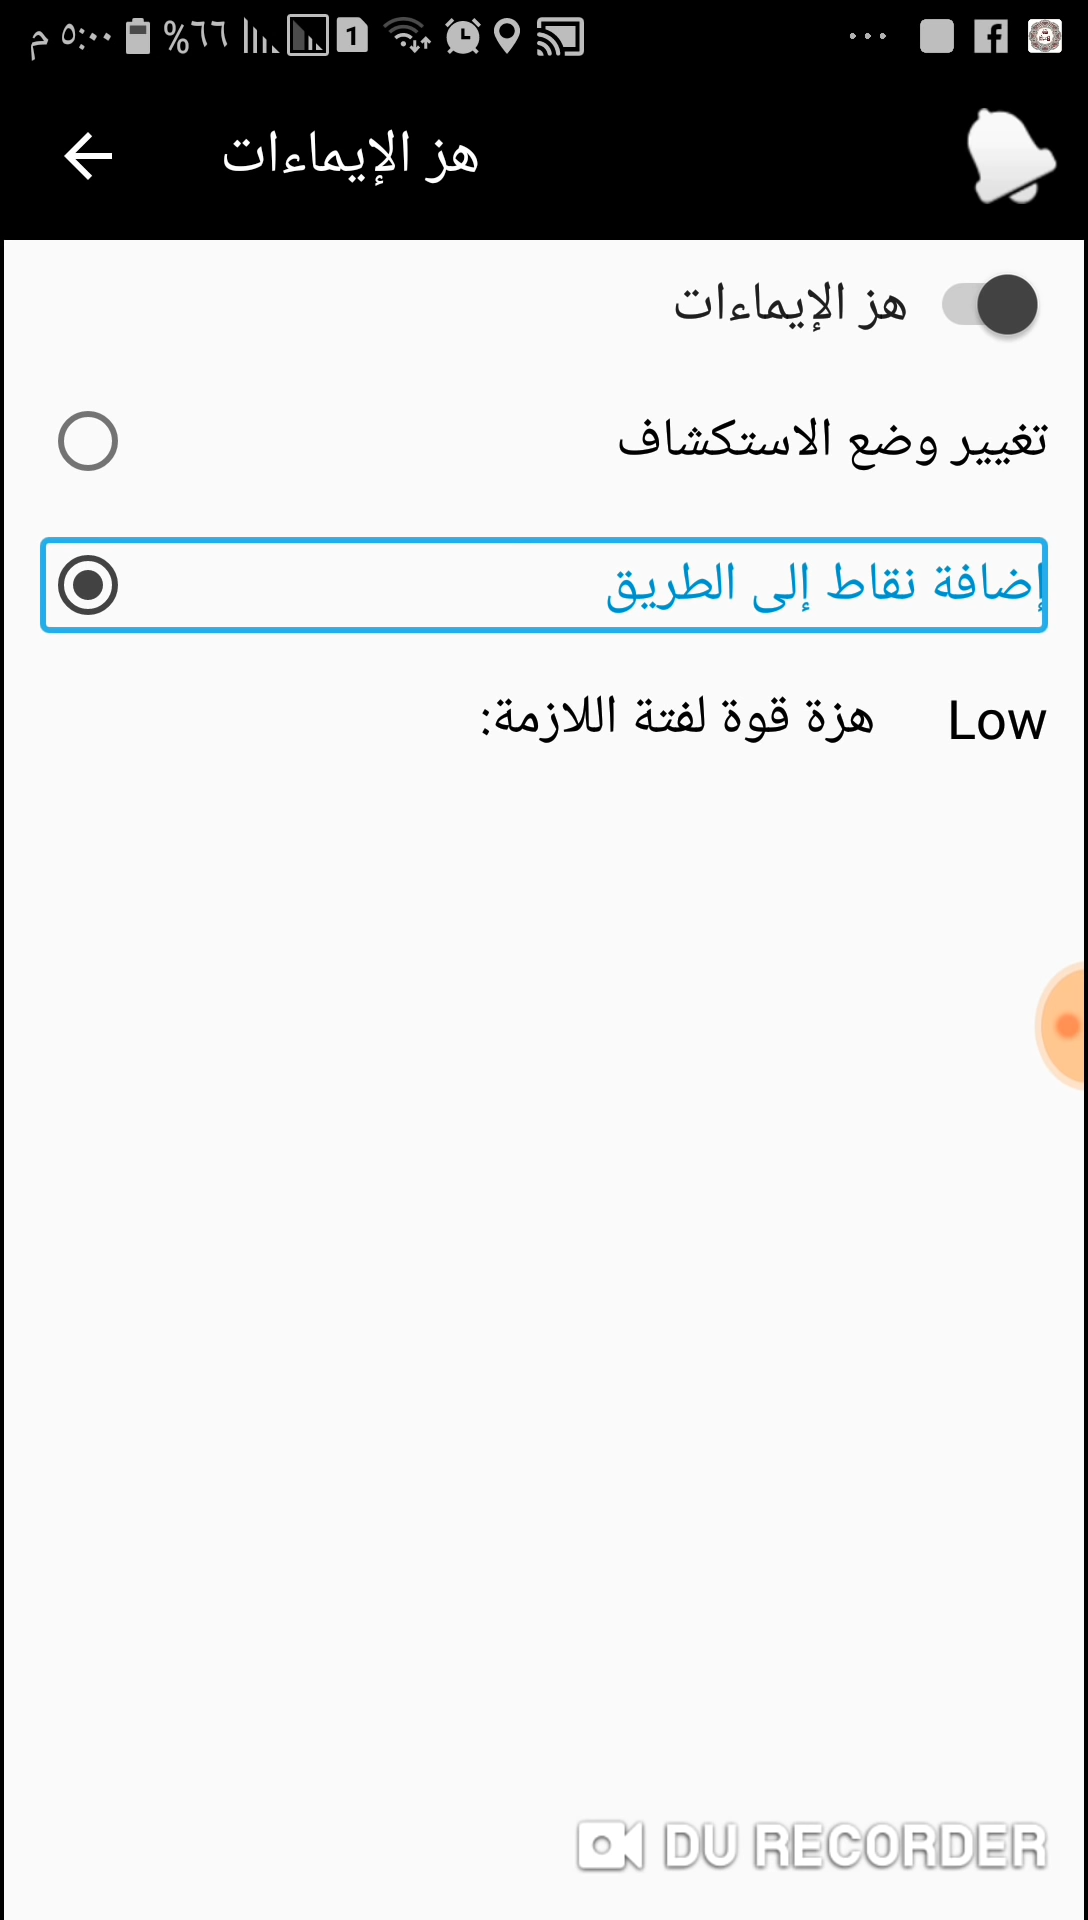 ٥:٠٠ م ٦٦% 1
هز الإيماءات
هز الإيماءات
تغيير وضع الاستكشاف
إضافة نقاط إلى الطريق
Low هزة قوة لفتة اللازمة:
DU RECORDER